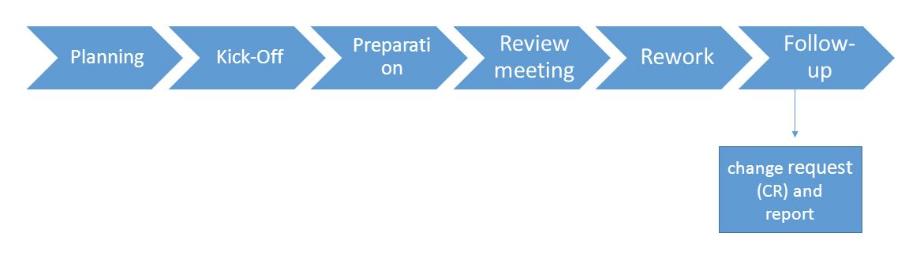 Planning
Kick-Off
Preparati
on
Review
meeting
Rework
Follow-
up
change request
(CR) and
report